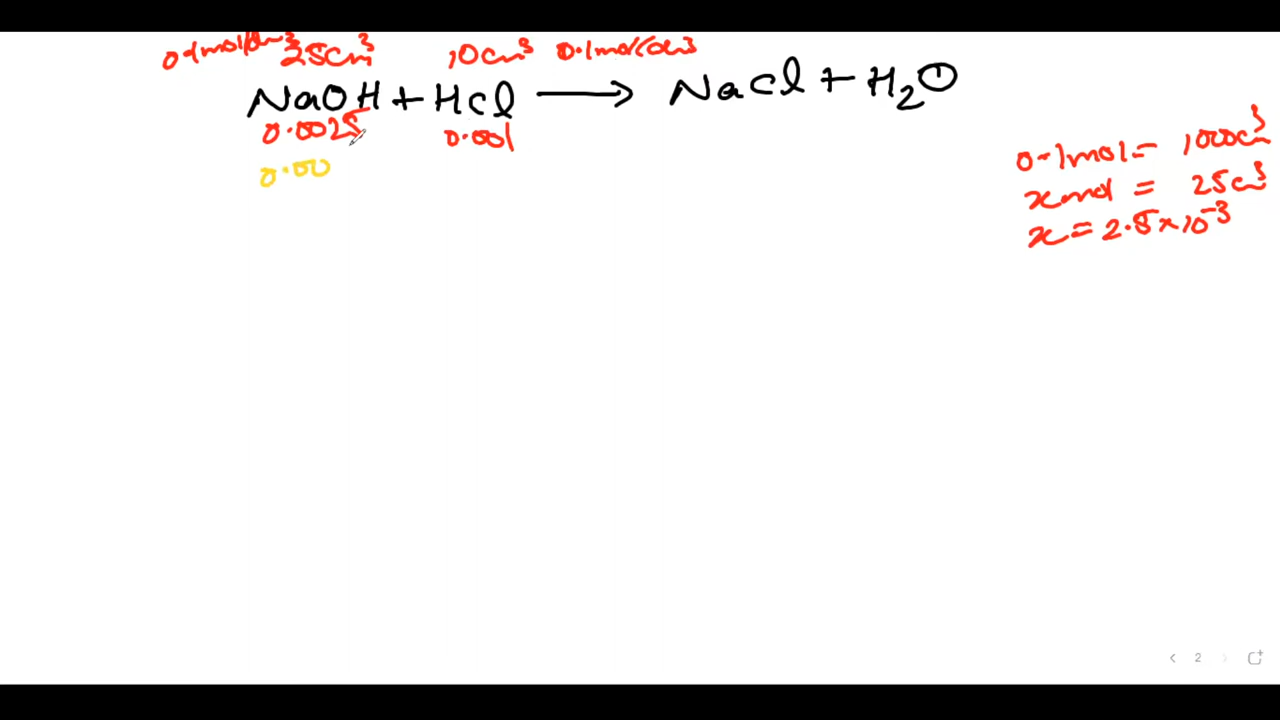 0.1mol/dm³ 25cm³ 10cm³ 0.1mol/dm³
NaOH + HCl ⟶ NaCl + H₂O
0.0025 0.001
0.00
0.1mol = 1000cm³
xmol = 25cm³
x = 2.5×10⁻³
2